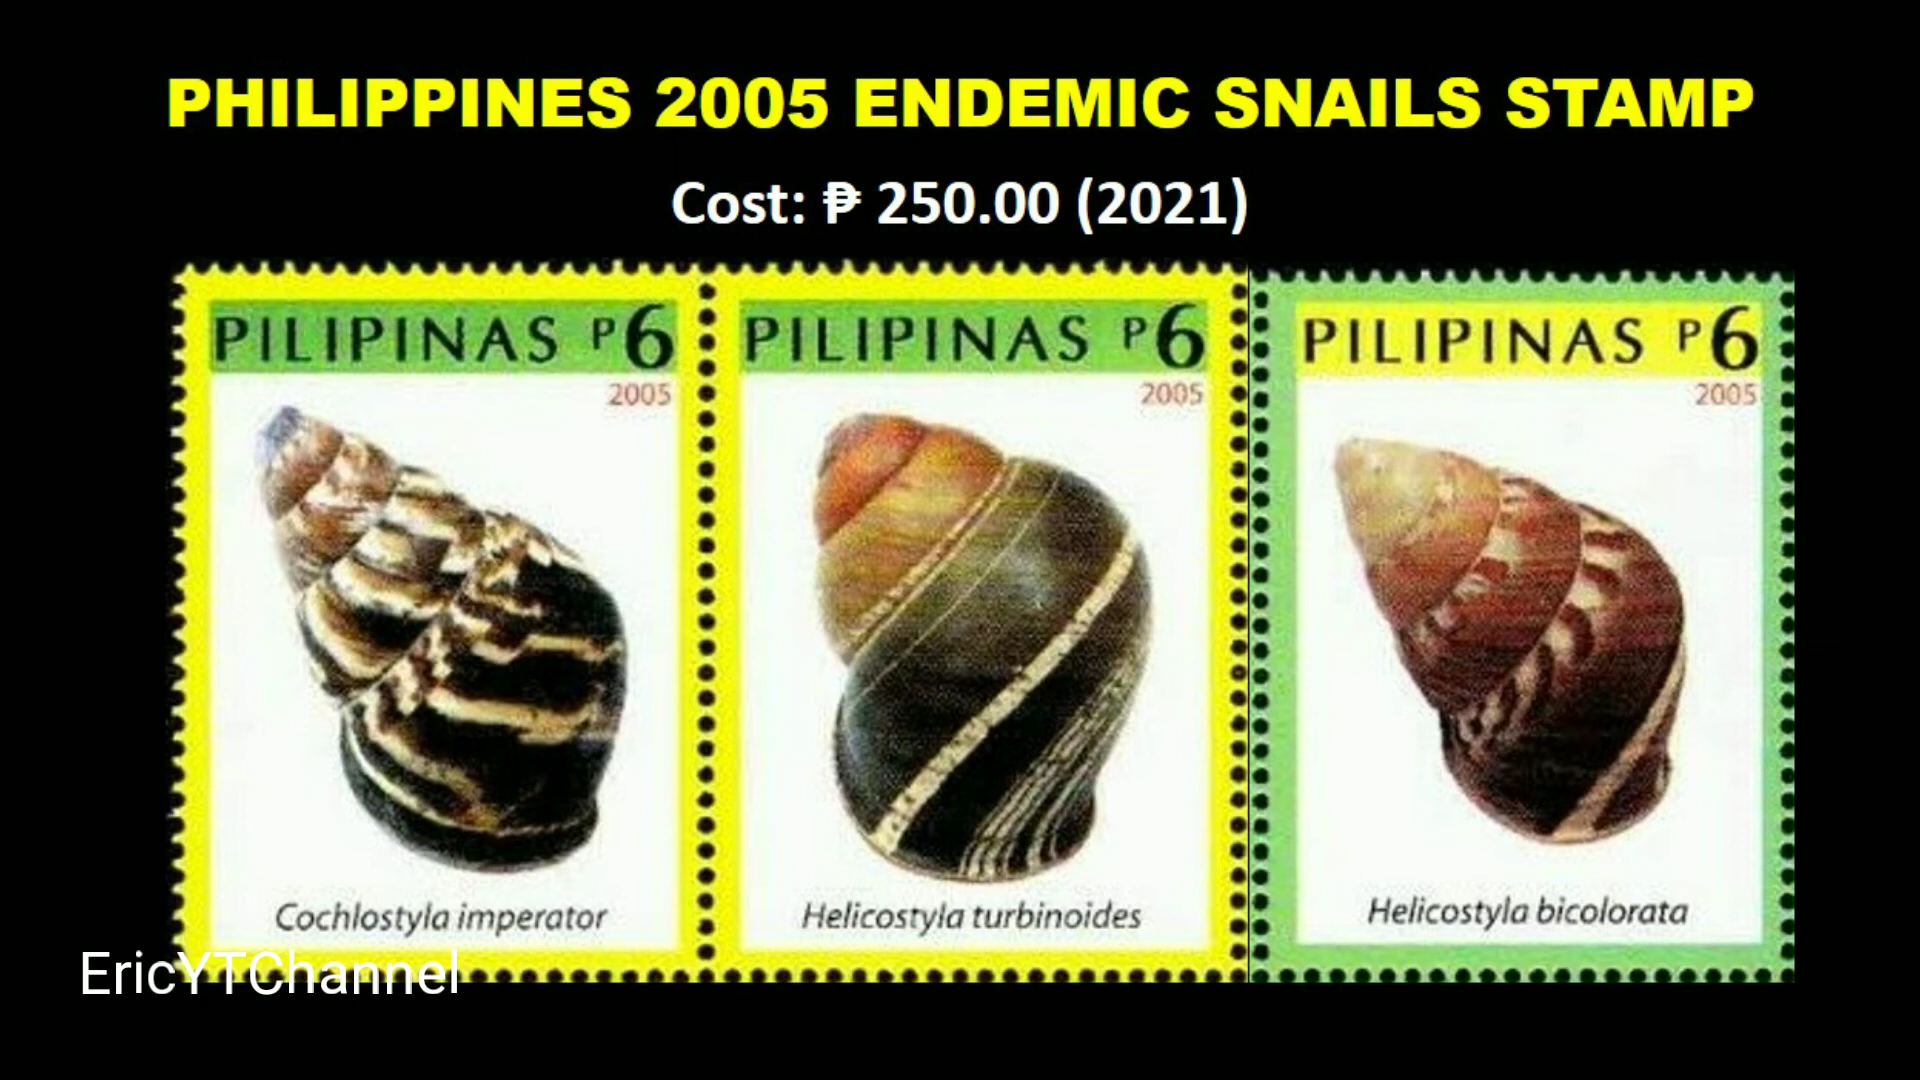 PHILIPPINES 2005 ENDEMIC SNAILS STAMP
Cost: ₱ 250.00 (2021)
PILIPINAS P6
2005
Cochlostyla imperator
PILIPINAS P6
2005
Helicostyla turbinoides
PILIPINAS P6
2005
Helicostyla bicolorata
EricYTChannel